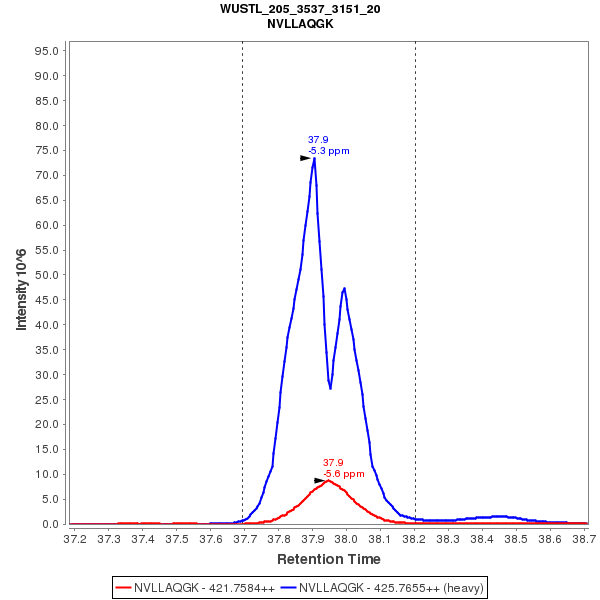 WUSTL_205_3537_3151_20
NVLLAQGK
Intensity 10^6
95.0
90.0
85.0
80.0
75.0
70.0
65.0
60.0
55.0
50.0
45.0
40.0
35.0
30.0
25.0
20.0
15.0
10.0
5.0
0.0
37.9
-5.3 ppm
37.9
-5.6 ppm
37.2 37.3 37.4 37.5 37.6 37.7 37.8 37.9 38.0 38.1 38.2 38.3 38.4 38.5 38.6 38.7
Retention Time
NVLLAQGK - 421.7584++ NVLLAQGK - 425.7655++ (heavy)